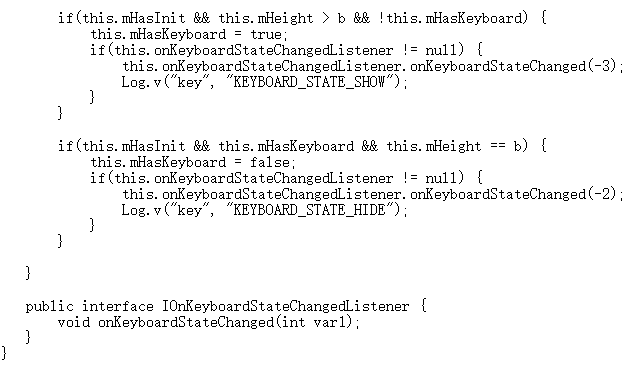 if(this.mHasInit && this.mHeight > b && !this.mHasKeyboard) {
this.mHasKeyboard = true;
if(this.onKeyboardStateChangedListener != null) {
this.onKeyboardStateChangedListener.onKeyboardStateChanged(-3);
Log.v("key", "KEYBOARD_STATE_SHOW");
}
}
if(this.mHasInit && this.mHasKeyboard && this.mHeight == b) {
this.mHasKeyboard = false;
if(this.onKeyboardStateChangedListener != null) {
this.onKeyboardStateChangedListener.onKeyboardStateChanged(-2);
Log.v("key", "KEYBOARD_STATE_HIDE");
}
}
}
public interface IOnKeyboardStateChangedListener {
void onKeyboardStateChanged(int var1);
}
}